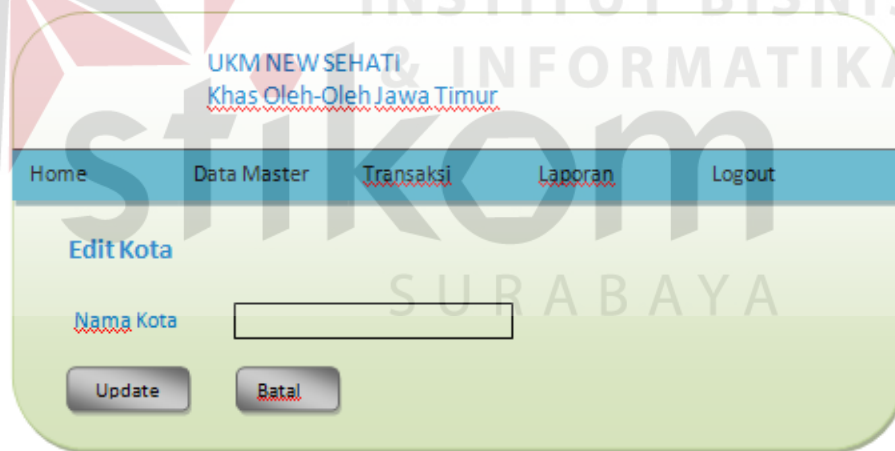 INSTITUT BISNIS
& INFORMATIKA
stikom
SURABAYA
UKM NEW SEHATI
Khas Oleh-Oleh Jawa Timur
Home Data Master Transaksi Laporan Logout
Edit Kota
Nama Kota
Update Batal